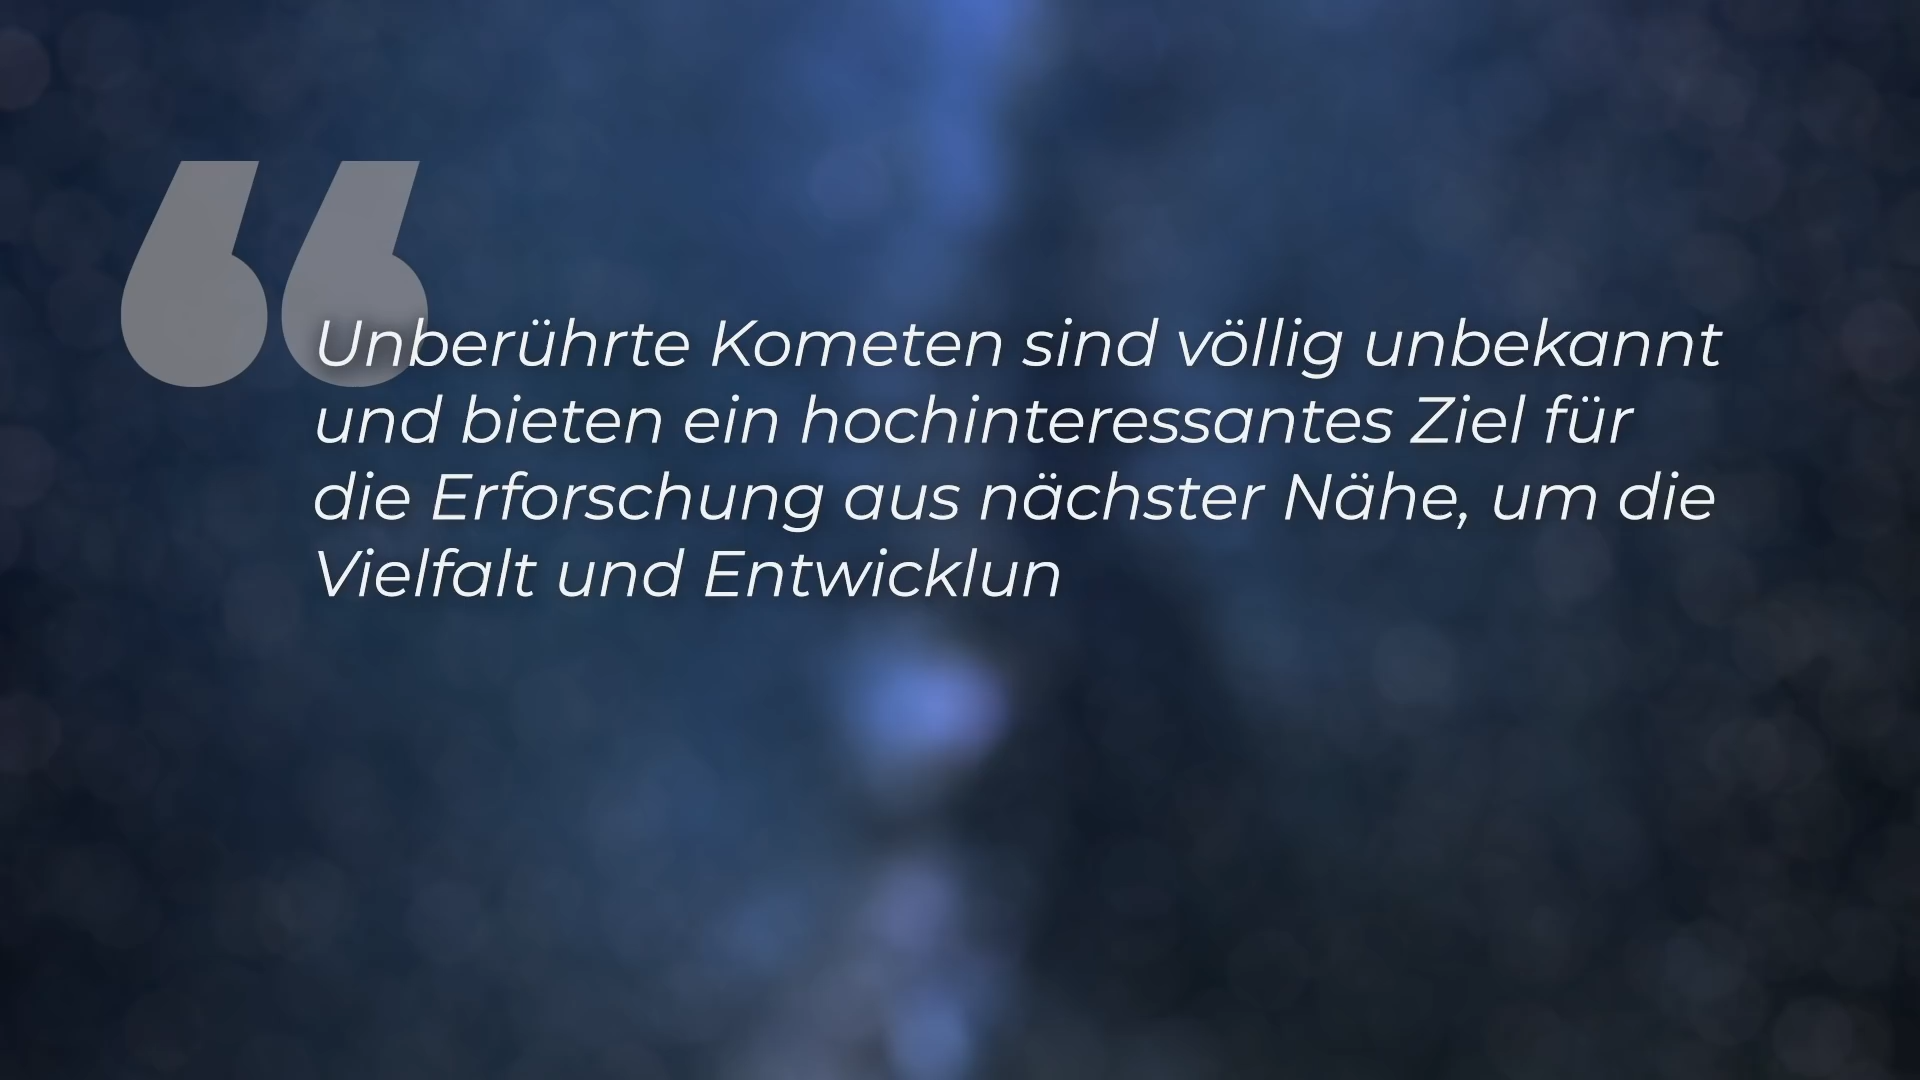 Unberührte Kometen sind völlig unbekannt
und bieten ein hochinteressantes Ziel für
die Erforschung aus nächster Nähe, um die
Vielfalt und Entwicklun